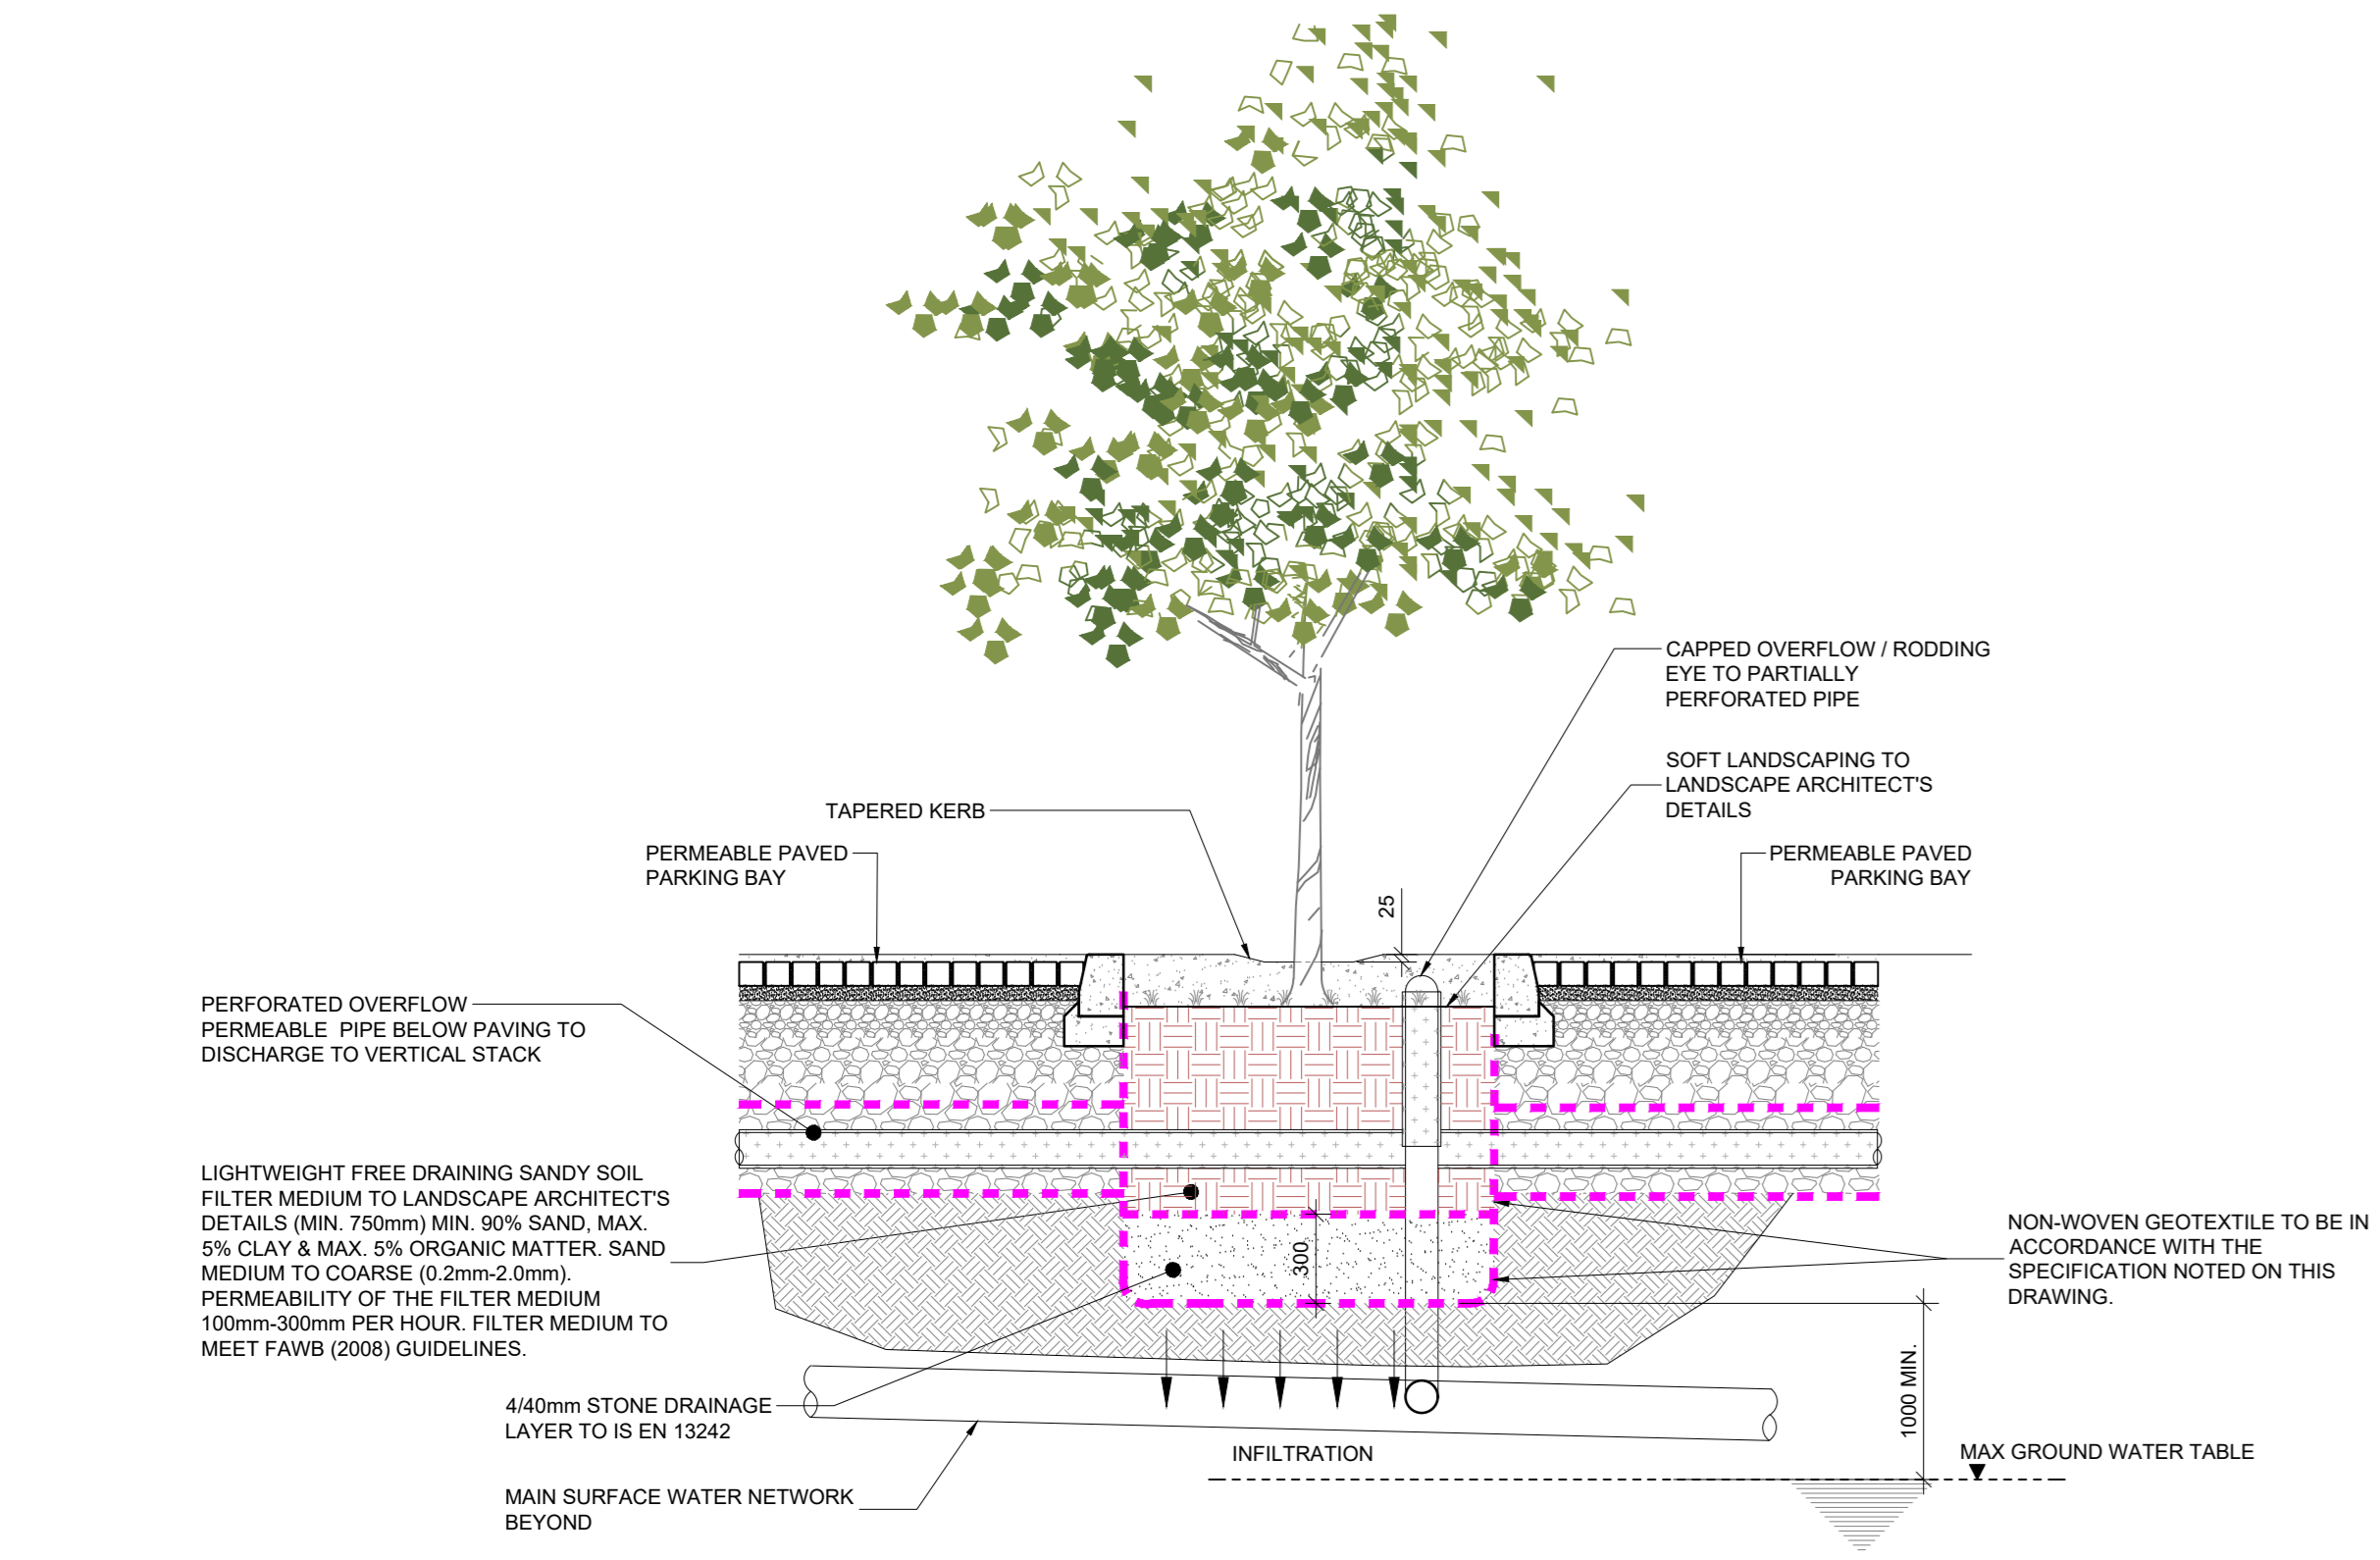 CAPPED OVERFLOW / RODDING
EYE TO PARTIALLY
PERFORATED PIPE
SOFT LANDSCAPING TO
LANDSCAPE ARCHITECT'S
DETAILS
TAPERED KERB
PERMEABLE PAVED
PARKING BAY
PERMEABLE PAVED
PARKING BAY
25
PERFORATED OVERFLOW
PERMEABLE PIPE BELOW PAVING TO
DISCHARGE TO VERTICAL STACK
LIGHTWEIGHT FREE DRAINING SANDY SOIL
FILTER MEDIUM TO LANDSCAPE ARCHITECT'S
DETAILS (MIN. 750mm) MIN. 90% SAND, MAX.
5% CLAY & MAX. 5% ORGANIC MATTER. SAND
MEDIUM TO COARSE (0.2mm-2.0mm).
PERMEABILITY OF THE FILTER MEDIUM
100mm-300mm PER HOUR. FILTER MEDIUM TO
MEET FAWB (2008) GUIDELINES.
300
NON-WOVEN GEOTEXTILE TO BE IN
ACCORDANCE WITH THE
SPECIFICATION NOTED ON THIS
DRAWING.
1000 MIN.
4/40mm STONE DRAINAGE
LAYER TO IS EN 13242
INFILTRATION
MAX GROUND WATER TABLE
MAIN SURFACE WATER NETWORK
BEYOND